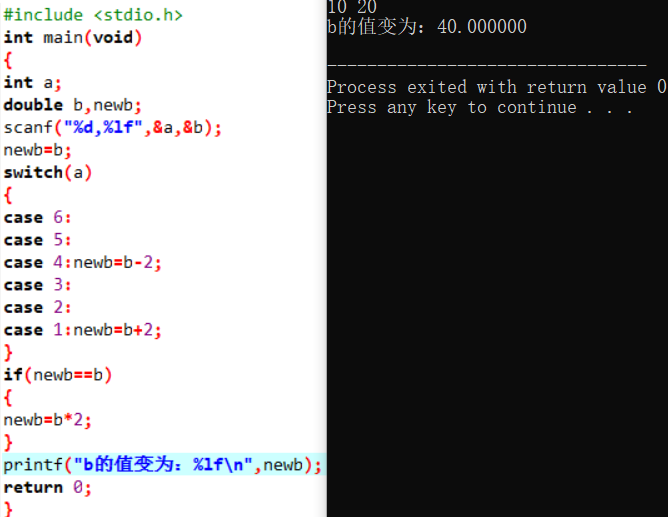 #include <stdio.h>
int main(void)
{
int a;
double b,newb;
scanf("%d,%lf",&a,&b);
newb=b;
switch(a)
{
case 6:
case 5:
case 4:newb=b-2;
case 3:
case 2:
case 1:newb=b+2;
}
if(newb==b)
{
newb=b*2;
}
printf("b的值变为：%lf\n",newb);
return 0;
}
10 20
b的值变为：40.000000
--------------------------------
Process exited with return value 0
Press any key to continue . . .